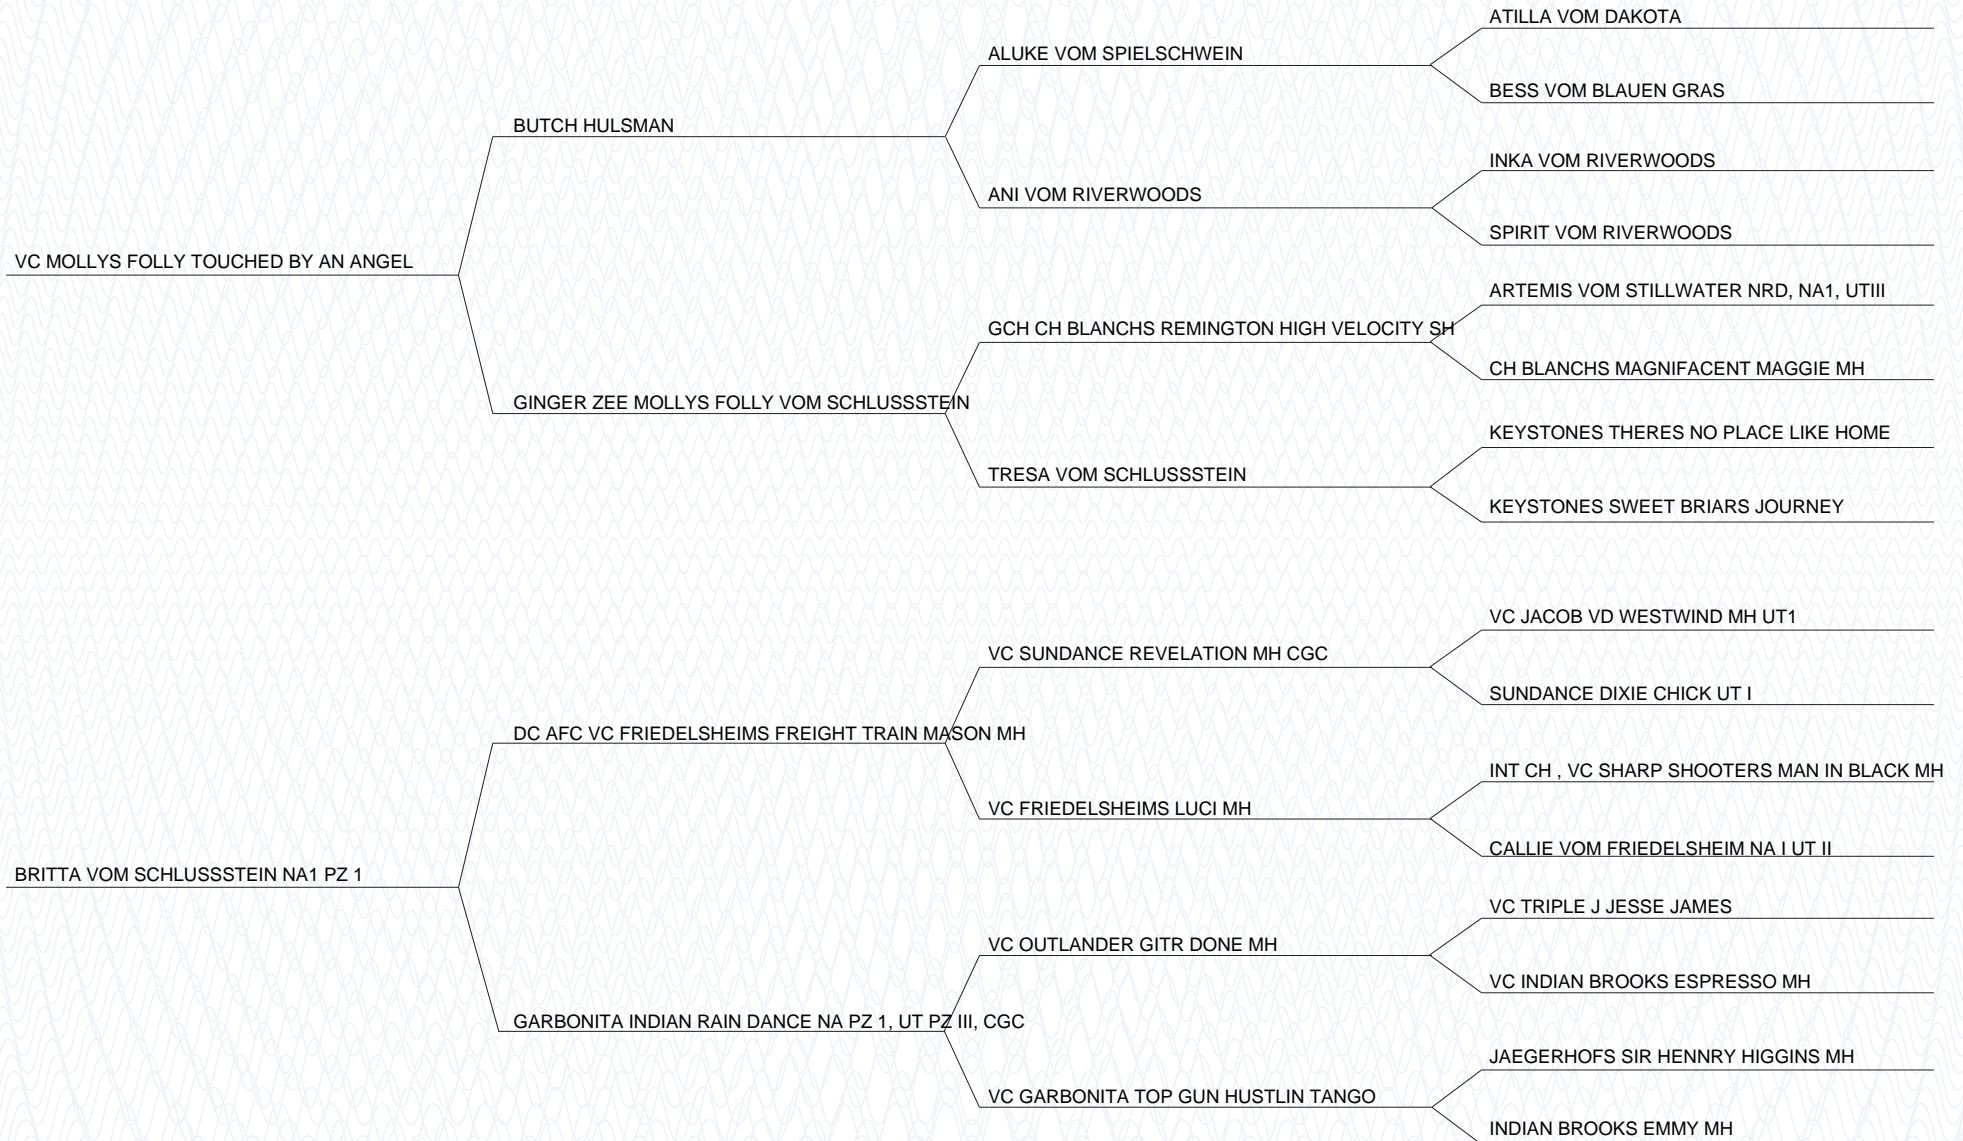 ATILLA VOM DAKOTA
ALUKE VOM SPIELSCHWEIN
BESS VOM BLAUEN GRAS
BUTCH HULSMAN
INKA VOM RIVERWOODS
ANI VOM RIVERWOODS
SPIRIT VOM RIVERWOODS
VC MOLLYS FOLLY TOUCHED BY AN ANGEL
ARTEMIS VOM STILLWATER NRD, NA1, UTIII
GCH CH BLANCHS REMINGTON HIGH VELOCITY SH
CH BLANCHS MAGNIFACENT MAGGIE MH
GINGER ZEE MOLLYS FOLLY VOM SCHLUSSSTEIN
KEYSTONES THERES NO PLACE LIKE HOME
TRESA VOM SCHLUSSSTEIN
KEYSTONES SWEET BRIARS JOURNEY
VC JACOB VD WESTWIND MH UT1
VC SUNDANCE REVELATION MH CGC
SUNDANCE DIXIE CHICK UT I
DC AFC VC FRIEDELSHEIMS FREIGHT TRAIN MASON MH
INT CH , VC SHARP SHOOTERS MAN IN BLACK MH
VC FRIEDELSHEIMS LUCI MH
CALLIE VOM FRIEDELSHEIM NA I UT II
BRITTA VOM SCHLUSSSTEIN NA1 PZ 1
VC TRIPLE J JESSE JAMES
VC OUTLANDER GITR DONE MH
VC INDIAN BROOKS ESPRESSO MH
GARBONITA INDIAN RAIN DANCE NA PZ 1, UT PZ III, CGC
JAEGERHOFS SIR HENNRY HIGGINS MH
VC GARBONITA TOP GUN HUSTLIN TANGO
INDIAN BROOKS EMMY MH